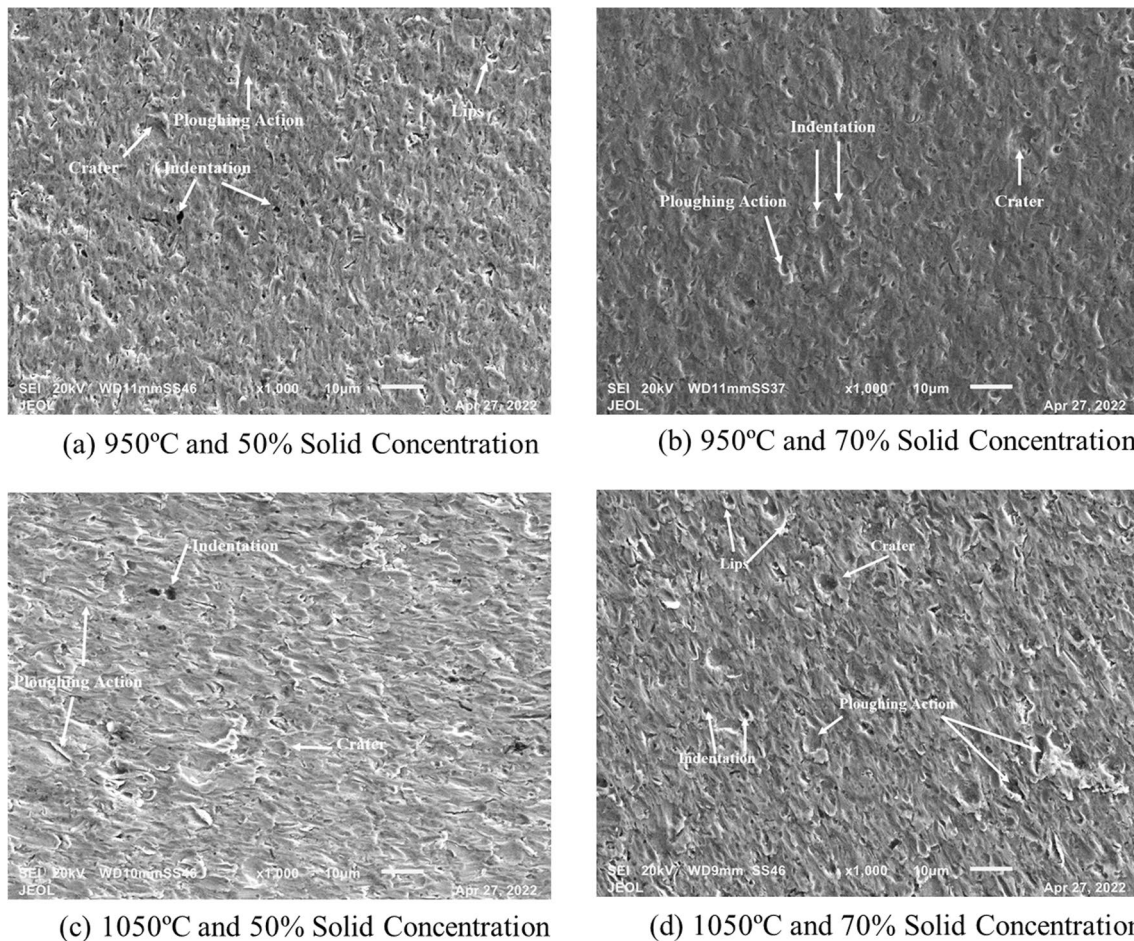 Lips
Ploughing Action
Crater
Indentation
SEI 20kV WD11mmSS46 x1,000 10µm
JEOL Apr 27, 2022
(a) 950ºC and 50% Solid Concentration
Indentation
Ploughing Action
Crater
SEI 20kV WD11mmSS37 x1,000 10µm
JEOL Apr 27, 2022
(b) 950ºC and 70% Solid Concentration
Indentation
Ploughing Action
Crater
SEI 20kV WD10mmSS46 x1,000 10µm
JEOL Apr 27, 2022
(c) 1050ºC and 50% Solid Concentration
Lips
Crater
Ploughing Action
Indentation
SEI 20kV WD9mm SS46 x1,000 10µm
JEOL Apr 27, 2022
(d) 1050ºC and 70% Solid Concentration